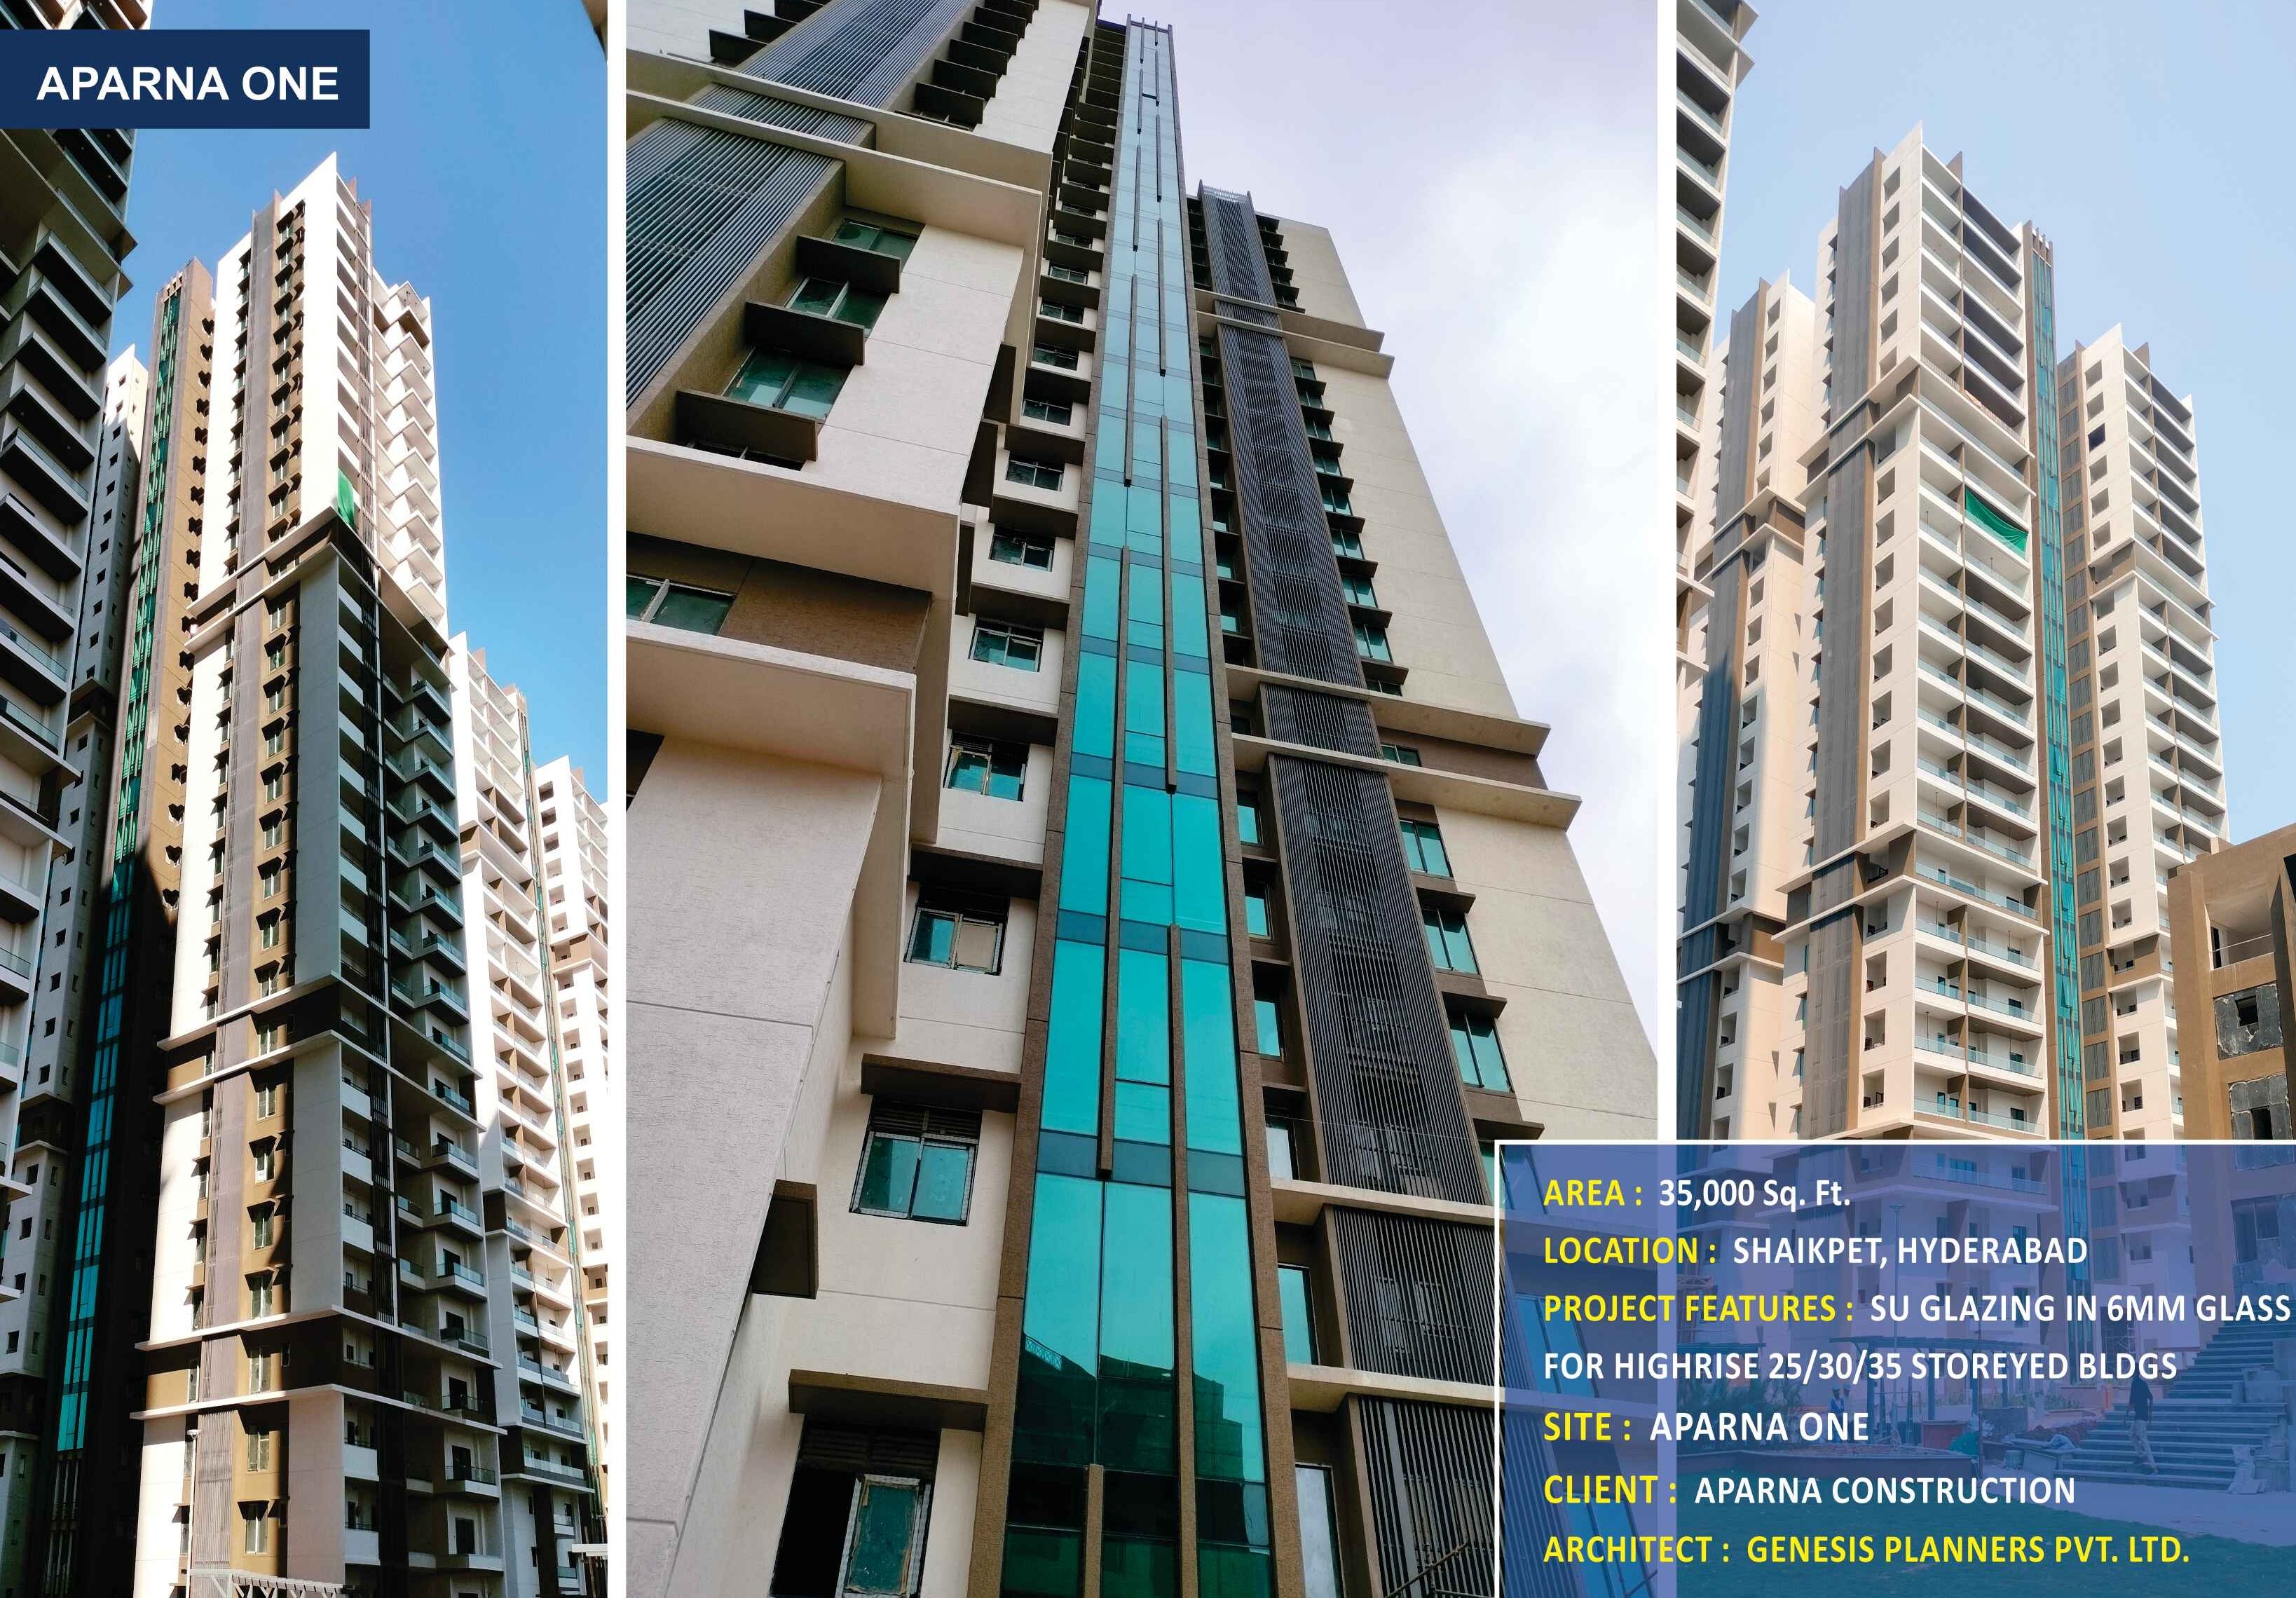 APARNA ONE
AREA : 35,000 Sq. Ft.
LOCATION : SHAIKPET, HYDERABAD
PROJECT FEATURES : SU GLAZING IN 6MM GLASS
FOR HIGHRISE 25/30/35 STOREYED BLDGS
SITE : APARNA ONE
CLIENT : APARNA CONSTRUCTION
ARCHITECT : GENESIS PLANNERS PVT. LTD.